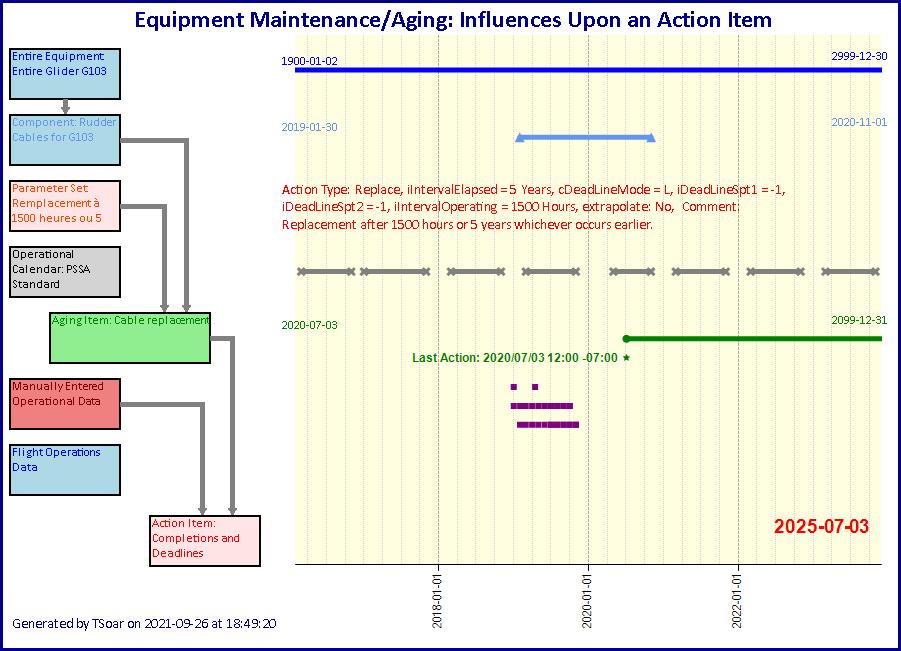 Equipment Maintenance/Aging: Influences Upon an Action Item
Entire Equipment
Entire Glider G103
1900-01-02
2999-12-30
Component: Rudder
Cables for G103
2019-01-30
2020-11-01
Parameter Set
Remplacement à
1500 heures ou 5
Action Type: Replace, iIntervalElapsed = 5 Years, cDeadLineMode = L, iDeadLineSpt1 = -1,
iDeadLineSpt2 = -1, iIntervalOperating = 1500 Hours, extrapolate: No, Comment:
Replacement after 1500 hours or 5 years whichever occurs earlier.
Operational
Calendar: PSSA
Standard
Aging Item: Cable replacement
2020-07-03
2099-12-31
Last Action: 2020/07/03 12:00 -07:00
Manually Entered
Operational Data
Flight Operations
Data
Action Item:
Completions and
Deadlines
2025-07-03
2018-01-01
2020-01-01
2022-01-01
Generated by TSoar on 2021-09-26 at 18:49:20